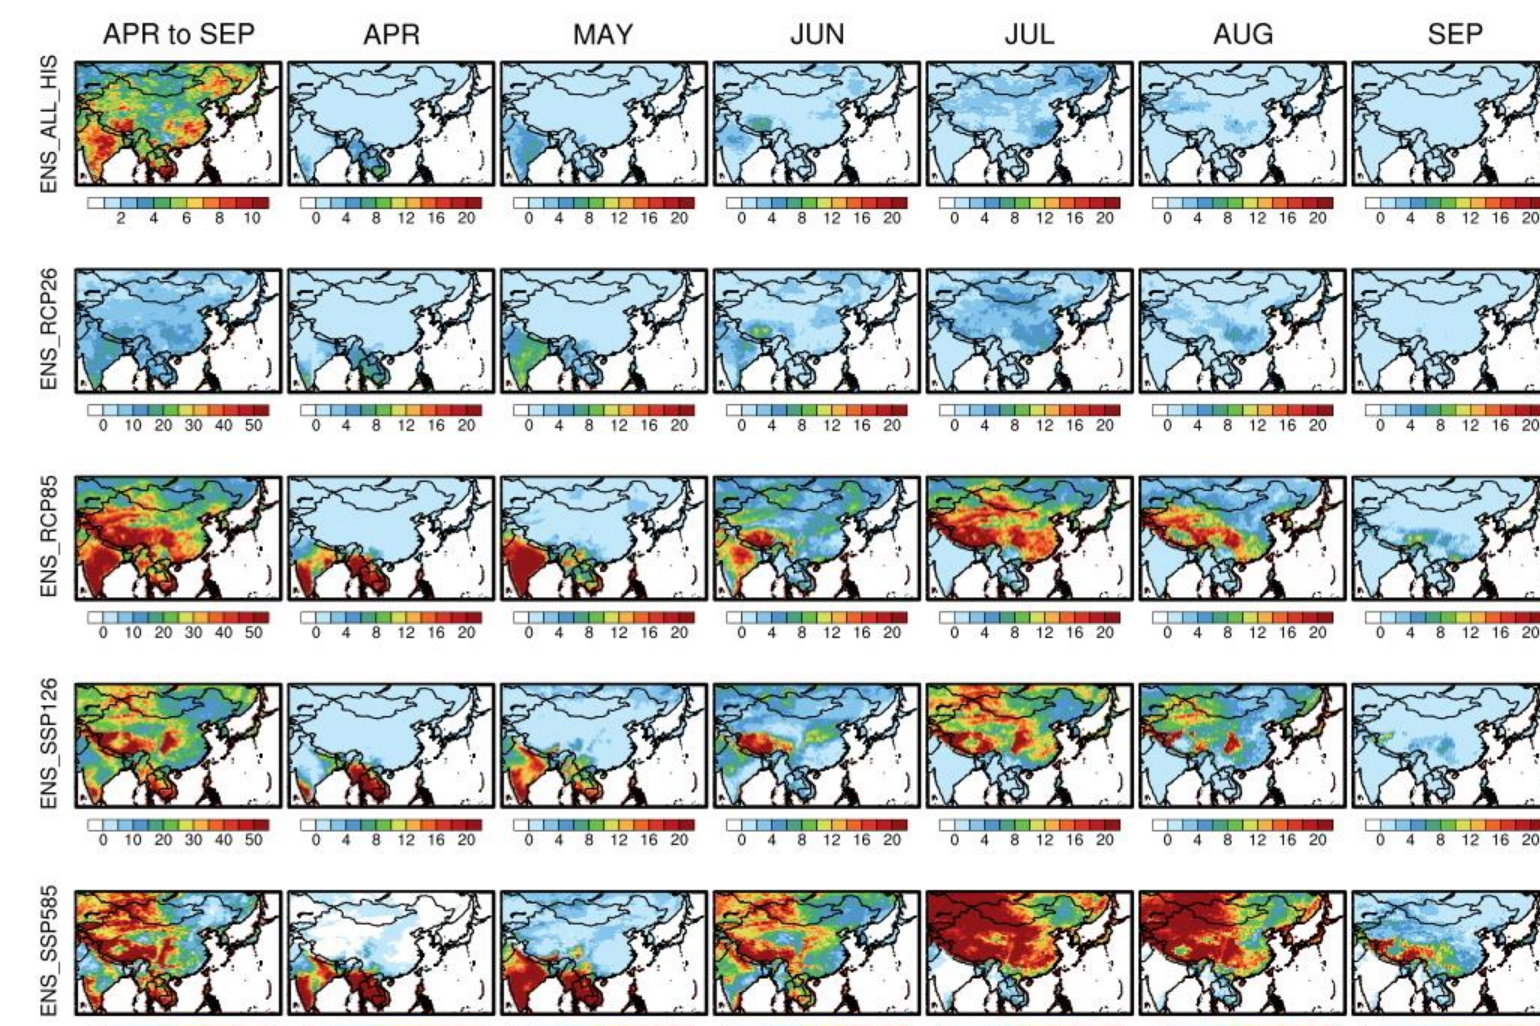 APR to SEP APR MAY JUN JUL AUG SEP
ENS_ALL_HIS
2 4 6 8 10 0 4 8 12 16 20 0 4 8 12 16 20 0 4 8 12 16 20 0 4 8 12 16 20 0 4 8 12 16 20 0 4 8 12 16 20
ENS_RCP26
0 10 20 30 40 50 0 4 8 12 16 20 0 4 8 12 16 20 0 4 8 12 16 20 0 4 8 12 16 20 0 4 8 12 16 20 0 4 8 12 16 20
ENS_RCP85
0 10 20 30 40 50 0 4 8 12 16 20 0 4 8 12 16 20 0 4 8 12 16 20 0 4 8 12 16 20 0 4 8 12 16 20 0 4 8 12 16 20
ENS_SSP126
0 10 20 30 40 50 0 4 8 12 16 20 0 4 8 12 16 20 0 4 8 12 16 20 0 4 8 12 16 20 0 4 8 12 16 20 0 4 8 12 16 20
ENS_SSP585